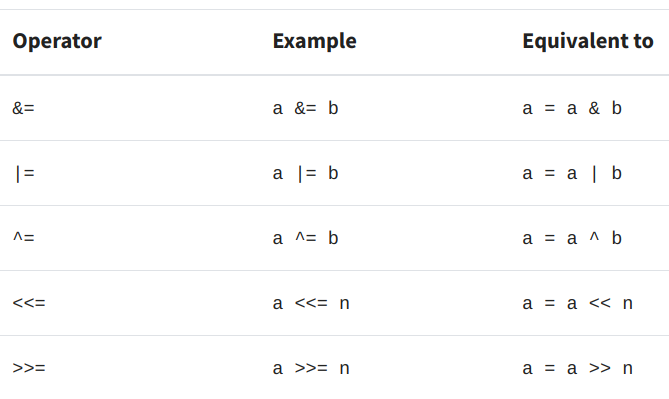 Operator Example Equivalent to
&= a &= b a = a & b
|= a |= b a = a | b
^= a ^= b a = a ^ b
<<= a <<= n a = a << n
>>= a >>= n a = a >> n